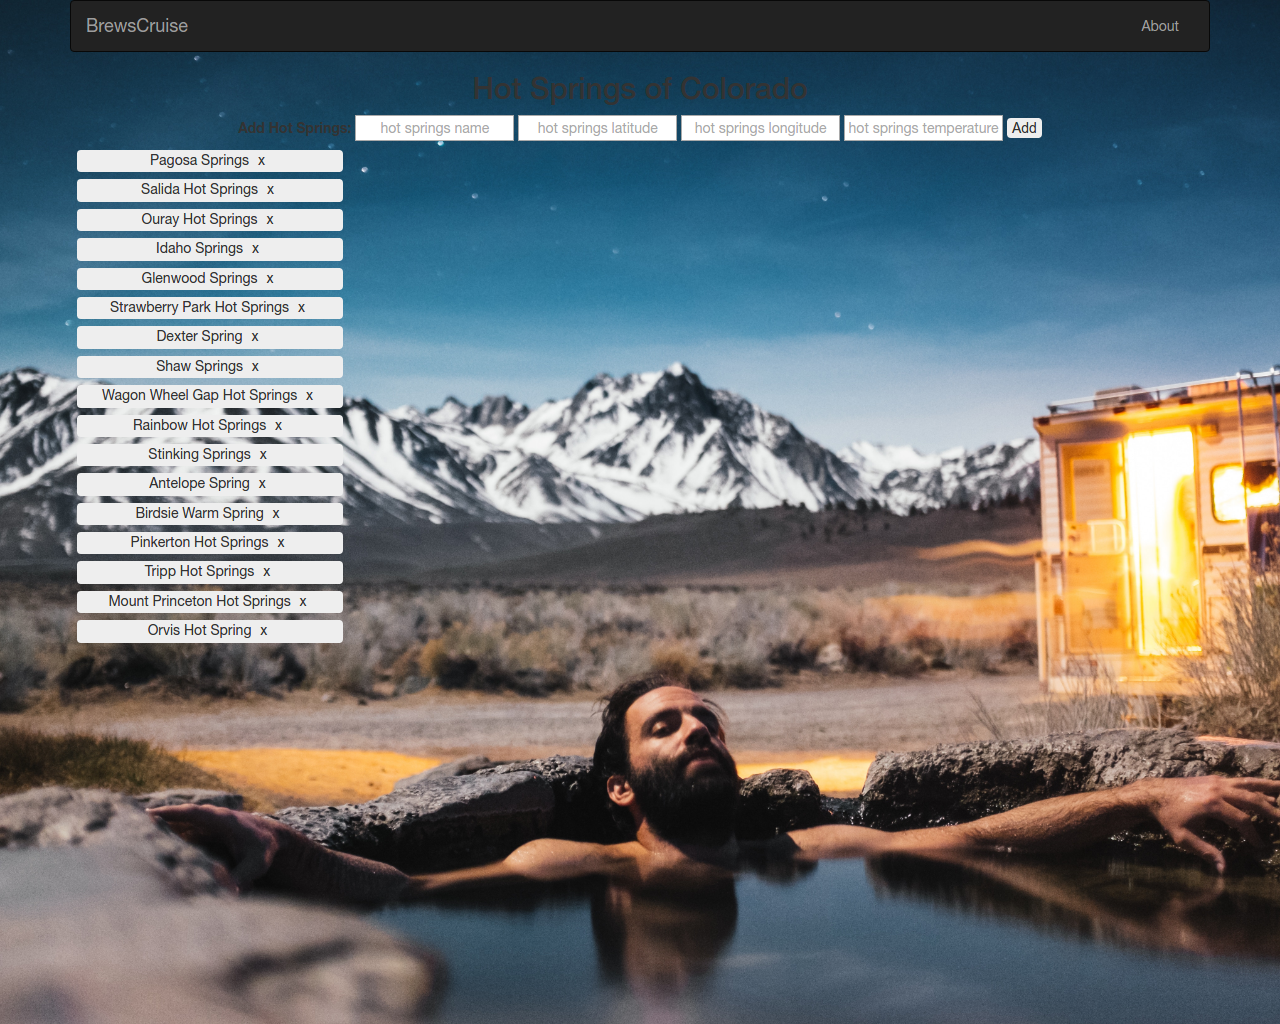 BrewsCruise About
Hot Springs of Colorado
Add Hot Springs: hot springs name hot springs latitude hot springs longitude hot springs temperature Add
Pagosa Springs x
Salida Hot Springs x
Ouray Hot Springs x
Idaho Springs x
Glenwood Springs x
Strawberry Park Hot Springs x
Dexter Spring x
Shaw Springs x
Wagon Wheel Gap Hot Springs x
Rainbow Hot Springs x
Stinking Springs x
Antelope Spring x
Birdsie Warm Spring x
Pinkerton Hot Springs x
Tripp Hot Springs x
Mount Princeton Hot Springs x
Orvis Hot Spring x